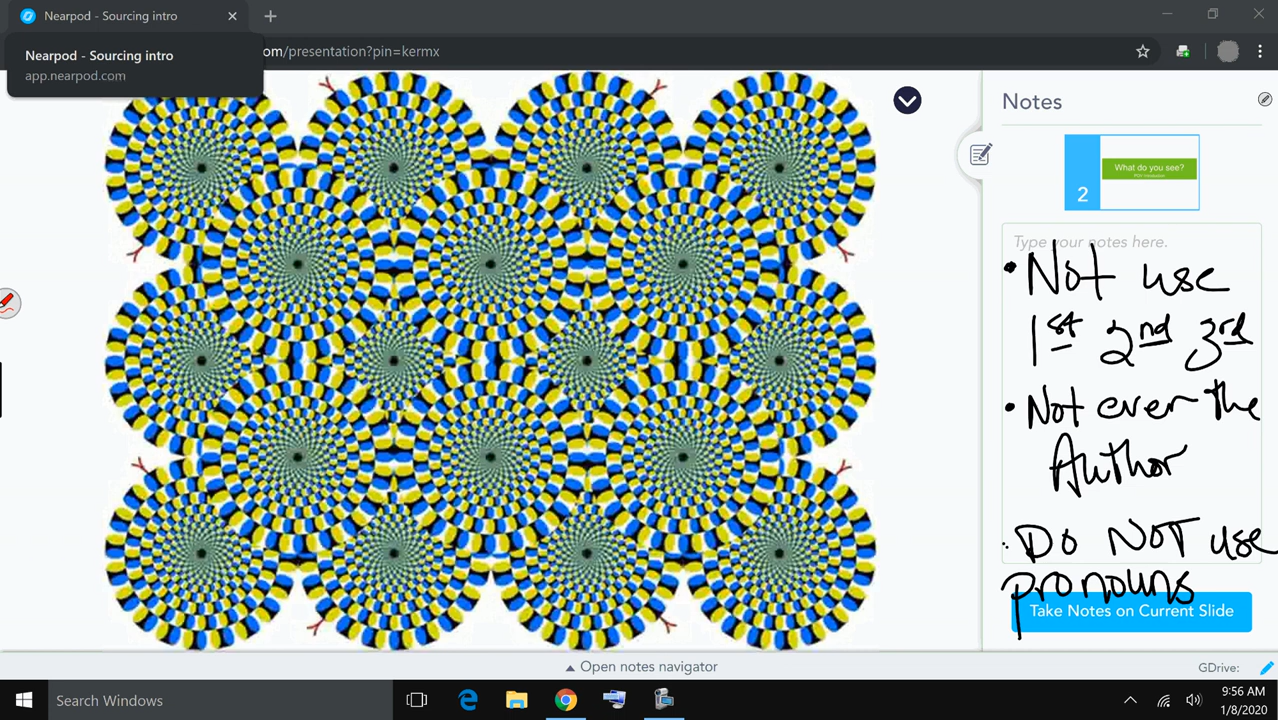 Nearpod - Sourcing intro
Nearpod - Sourcing intro
app.nearpod.com
om/presentation?pin=kermx
Notes
What do you see?
2
Type your notes here.
• Not use
1st 2nd 3rd
• Not ever the
Author
• Do NOT use
pronouns
Take Notes on Current Slide
Open notes navigator
GDrive:
Search Windows
9:56 AM
1/8/2020